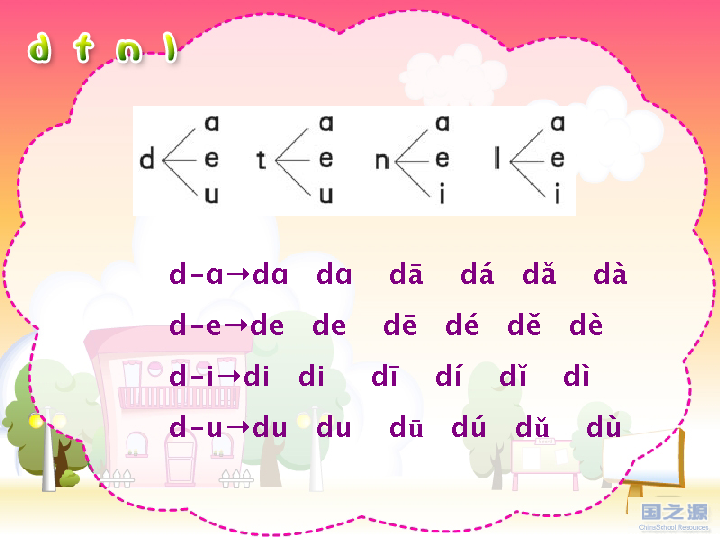 d t n l
a a a a
d e t e n e l e
u u i i
d-ɑ→dɑ dɑ dā dá dǎ dà
d-e→de de dē dé dě dè
d-i→di di dī dí dǐ dì
d-u→du du dū dú dǔ dù
国之源
ChinaSchool Resources